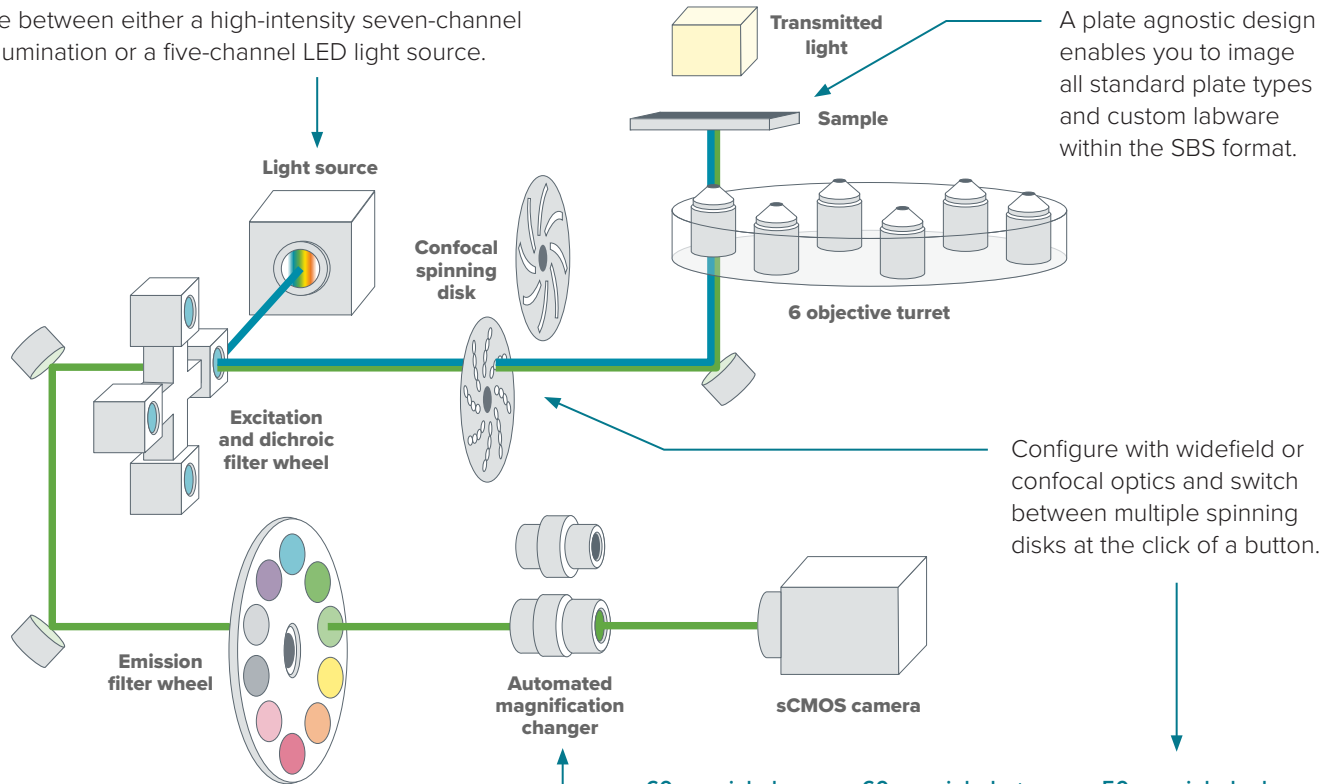 between either a high-intensity seven-channel
or a five-channel LED light source.
Transmitted
light
A plate agnostic design
enables you to image
all standard plate types
and custom labware
within the SBS format.
Sample
Light source
Confocal
spinning
disk
6 objective turret
Excitation
and dichroic
filter wheel
Configure with widefield or
confocal optics and switch
between multiple spinning
disks at the click of a button.
Emission
filter wheel
Automated
magnification
changer
sCMOS camera